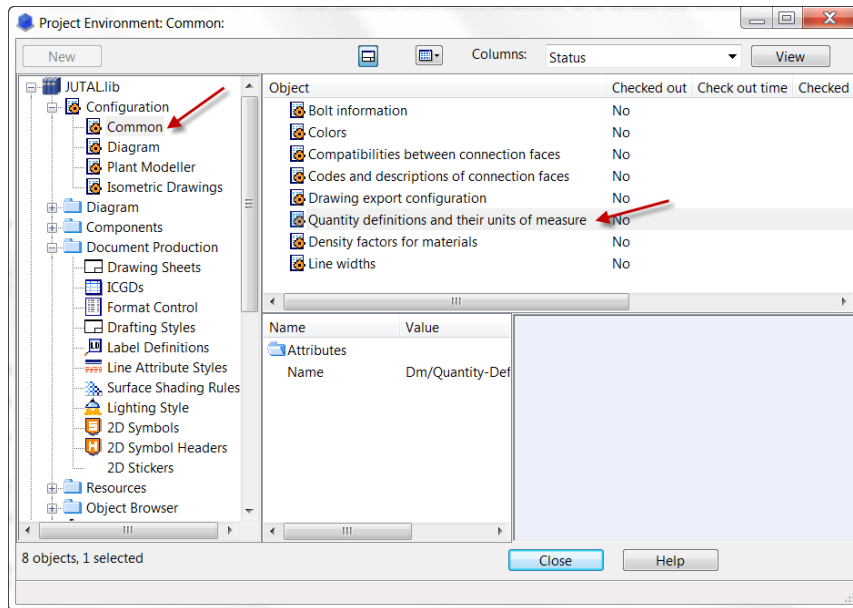 Project Environment: Common:
New
Columns:
Status
View
JUTAL.lib
Configuration
Common
Diagram
Plant Modeller
Isometric Drawings
Diagram
Components
Document Production
Drawing Sheets
ICGDs
Format Control
Drafting Styles
Label Definitions
Line Attribute Styles
Surface Shading Rules
Lighting Style
2D Symbols
2D Symbol Headers
2D Stickers
Resources
Object Browser
Object Checked out Check out time Checked
Bolt information No
Colors No
Compatibilities between connection faces No
Codes and descriptions of connection faces No
Drawing export configuration No
Quantity definitions and their units of measure No
Density factors for materials No
Line widths No
Name Value
Attributes
Name Dm/Quantity-Def
8 objects, 1 selected
Close
Help